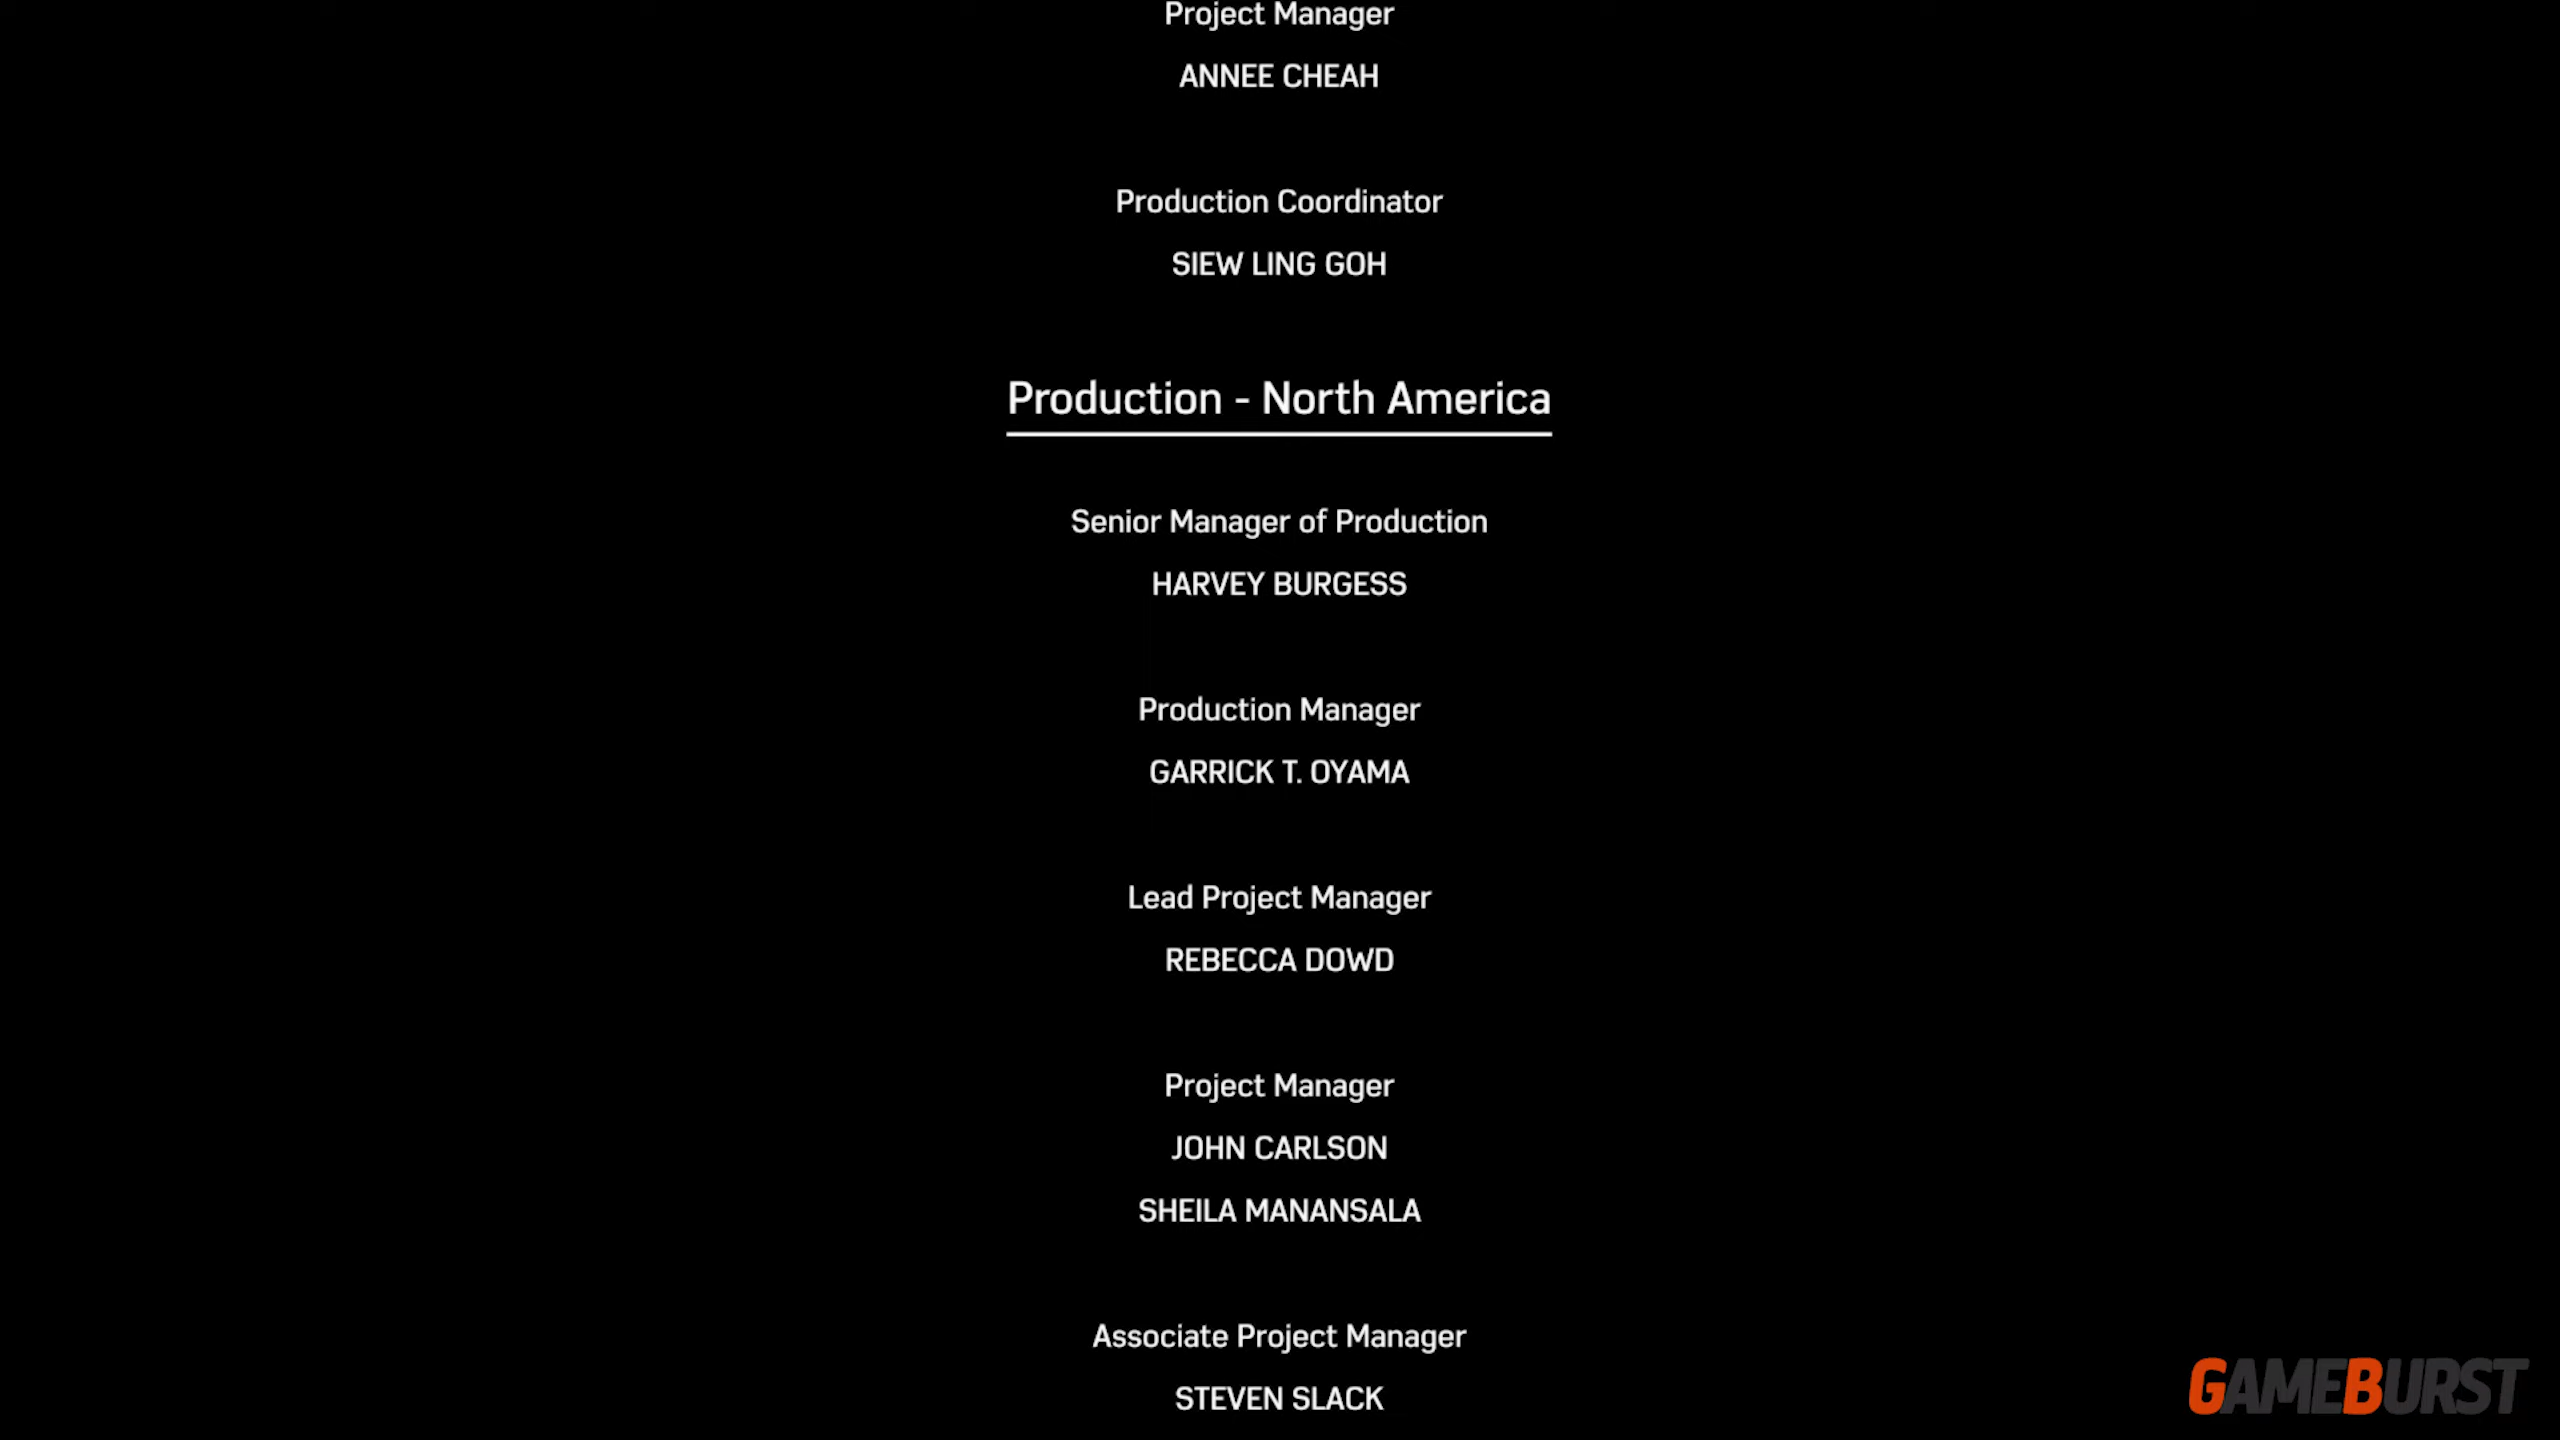 Project Manager
ANNEE CHEAH
Production Coordinator
SIEW LING GOH
Production - North America
Senior Manager of Production
HARVEY BURGESS
Production Manager
GARRICK T. OYAMA
Lead Project Manager
REBECCA DOWD
Project Manager
JOHN CARLSON
SHEILA MANANSALA
Associate Project Manager
STEVEN SLACK
GAMEBURST